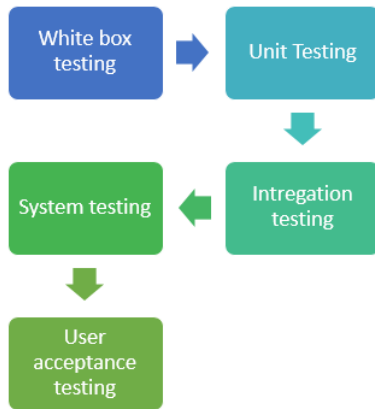 White box
testing
Unit Testing
Intregation
testing
System testing
User
acceptance
testing